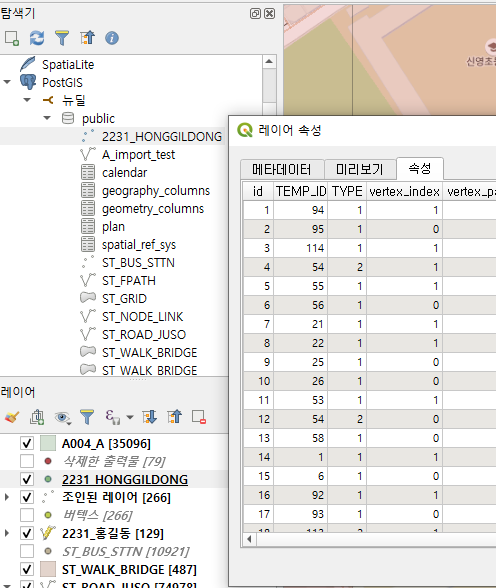 탐색기
SpatiaLite
PostGIS
뉴딜
public
2231_HONGGILDONG
A_import_test
calendar
geography_columns
geometry_columns
plan
spatial_ref_sys
ST_BUS_STTN
ST_FPATH
ST_GRID
ST_NODE_LINK
ST_ROAD_JUSO
ST_WALK_BRIDGE
ST_WALK_BRIDGE
레이어
A004_A [35096]
삭제한 출력물 [79]
2231_HONGGILDONG
조인된 레이어 [266]
버텍스 [266]
2231_홍길동 [129]
ST_BUS_STTN [10921]
ST_WALK_BRIDGE [487]
ST_ROAD_JUSO [74978]
신영초등
레이어 속성
메타데이터 미리보기 속성
id TEMP_ID TYPE vertex_index vertex_pa
1 94 1 1
2 95 1 0
3 114 1 1
4 54 2 1
5 55 1 1
6 56 1 0
7 21 1 1
8 22 1 1
9 25 1 0
10 26 1 0
11 53 1 1
12 54 2 0
13 58 1 0
14 1 1 1
15 6 1 0
16 92 1 1
17 93 1 0
18 113 2 1